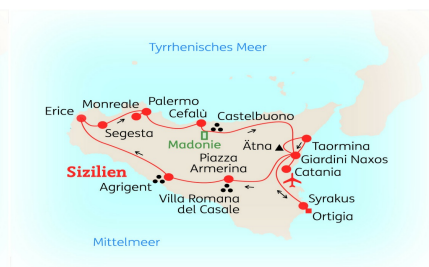 Tyrrhenisches Meer
Palermo
Monreale
Cefalù
Castelbuono
Erice
Segesta
Madonie
Ätna
Taormina
Giardini Naxos
Piazza
Armerina
Catania
Sizilien
Agrigent
Villa Romana
del Casale
Syrakus
Ortigia
Mittelmeer